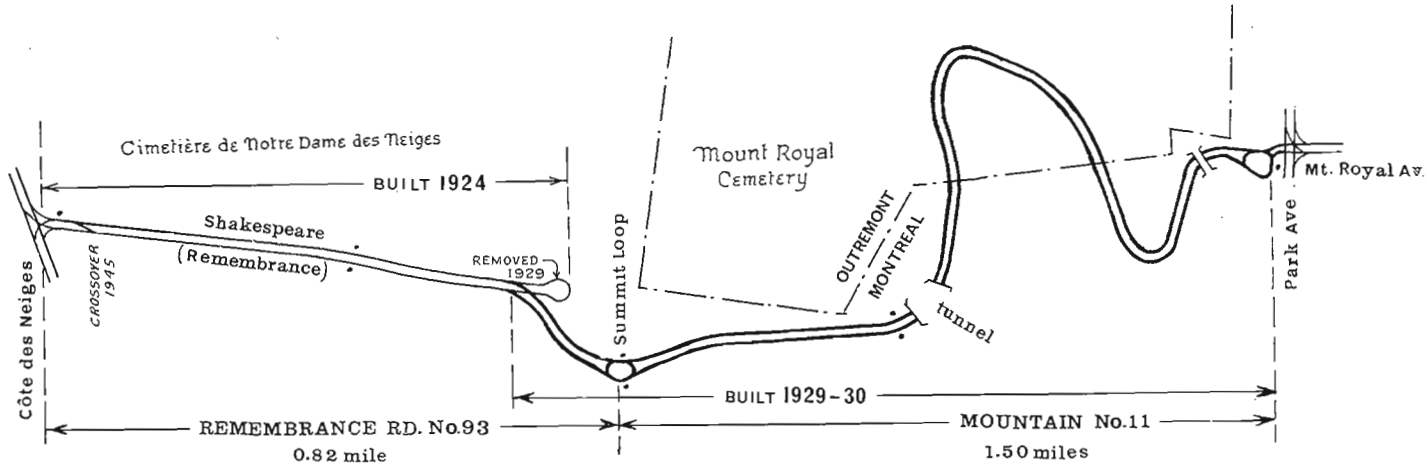 Cimetière de Notre Dame des Neiges
BUILT 1924
Mount Royal
Cemetery
Mt. Royal Av.
Shakespeare
(Remembrance)
REMOVED
1929
CROSSOVER
1945
Côte des Neiges
Summit Loop
OUTREMONT
MONTREAL
tunnel
Park Ave
BUILT 1929-30
REMEMBRANCE RD. No.93
0.82 mile
MOUNTAIN No.11
1.50 miles